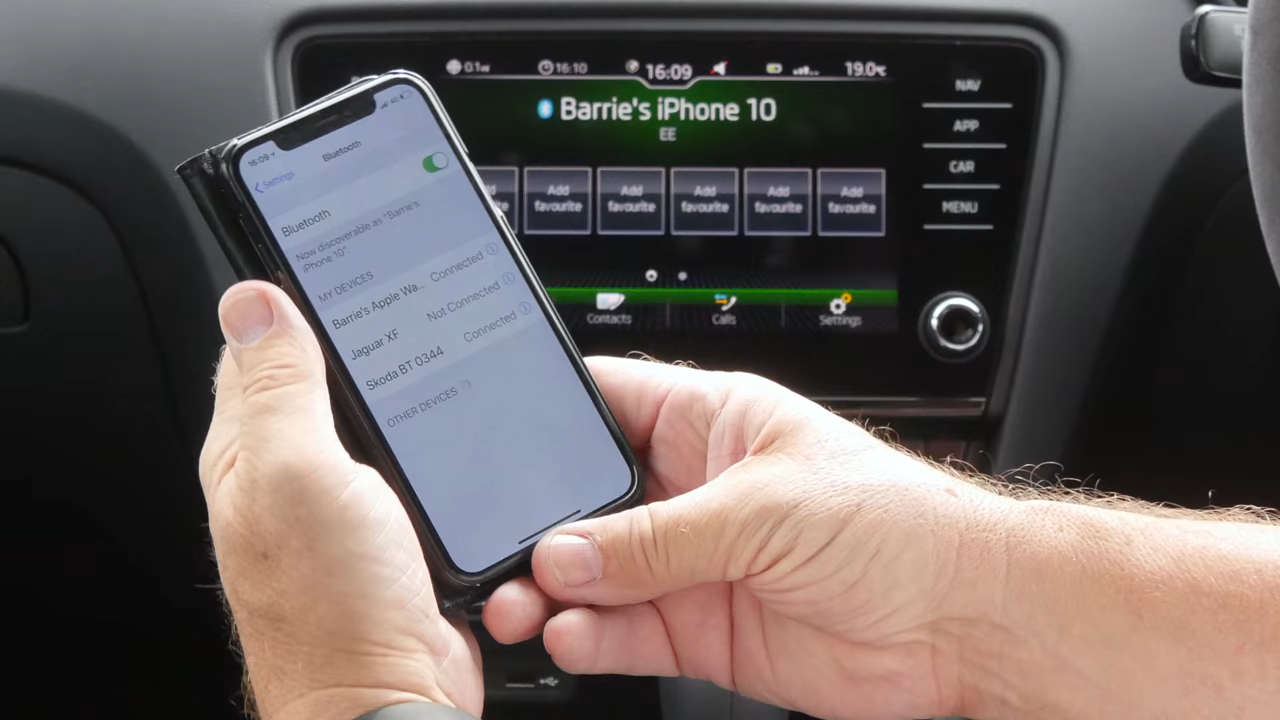 16:09
Bluetooth
Settings
Bluetooth
Now discoverable as "Barrie's
iPhone 10".
MY DEVICES
Barrie's Apple Wa... Connected
Jaguar XF Not Connected
Skoda BT 0344 Connected
OTHER DEVICES
16:10 16:09 19.0°C
Barrie's iPhone 10
EE
Add favourite
Add favourite
Add favourite
Add favourite
Add favourite
Contacts Calls Settings
NAV
APP
CAR
MENU